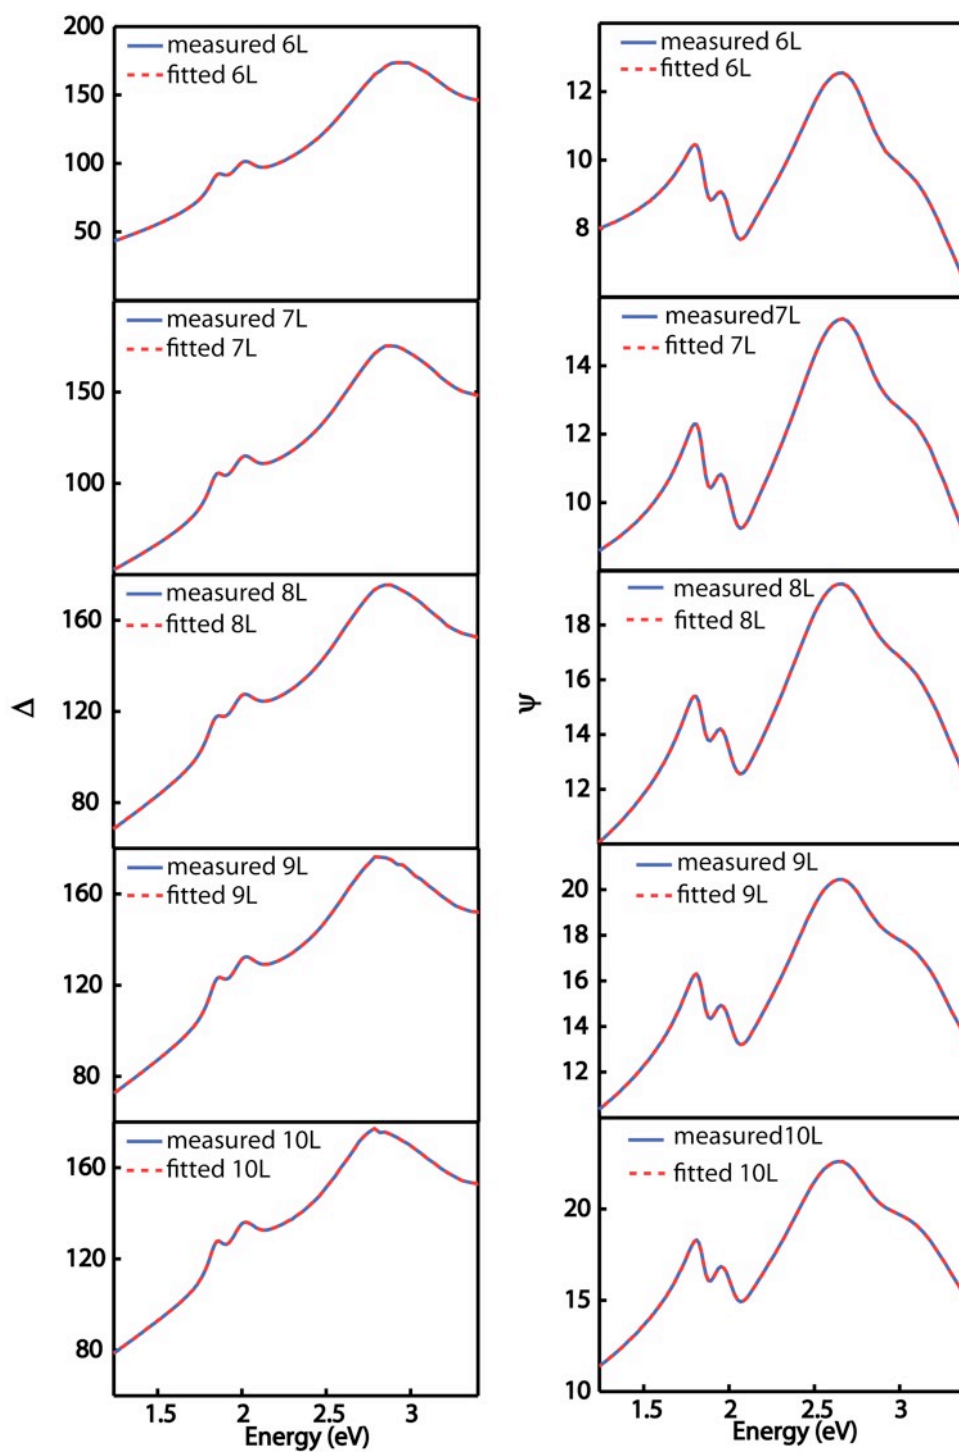 200
measured 6L
fitted 6L
150
100
50
measured 7L
fitted 7L
150
100
measured 8L
fitted 8L
160
120
80
measured 9L
fitted 9L
160
120
80
measured 10L
fitted 10L
160
120
80
1.5 2 2.5 3
Energy (eV)
Δ
measured 6L
fitted 6L
12
10
8
measured7L
fitted 7L
14
12
10
measured 8L
fitted 8L
18
16
14
12
measured 9L
fitted 9L
20
18
16
14
12
measured10L
fitted 10L
20
15
10
1.5 2 2.5 3
Energy (eV)
Ψ